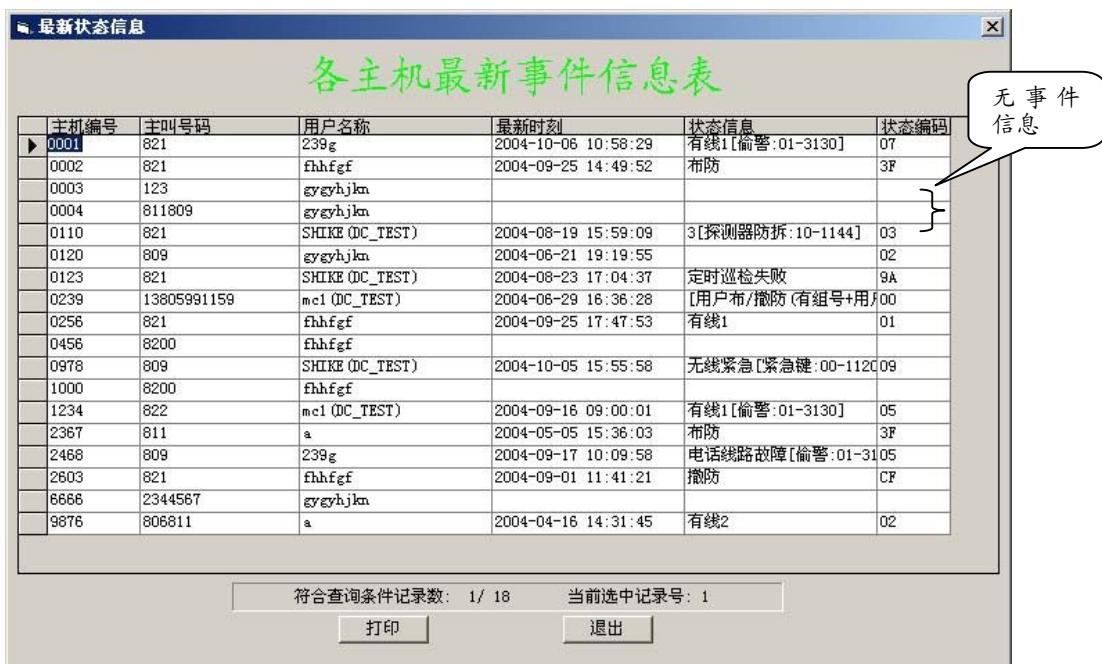 最新状态信息
各主机最新事件信息表
无事件
信息
主机编号 主叫号码 用户名称 最新时刻 状态信息 状态编码
0001 821 239g 2004-10-06 10:58:29 有线1[偷警:01-3130] 07
0002 821 fhhfgf 2004-09-25 14:49:52 布防 3F
0003 123 gygyhjkn
0004 811809 gygyhjkn
0110 821 SHIKE(DC_TEST) 2004-08-19 15:59:09 3[探测器防拆:10-1144] 03
0120 809 gygyhjkn 2004-06-21 19:19:55 02
0123 821 SHIKE(DC_TEST) 2004-08-23 17:04:37 定时巡检失败 9A
0239 13805991159 mc1(DC_TEST) 2004-06-29 16:36:28 [用户布/撤防(有组号+用 00
0256 821 fhhfgf 2004-09-25 17:47:53 有线1 01
0456 8200 fhhfgf
0978 809 SHIKE(DC_TEST) 2004-10-05 15:55:58 无线紧急[紧急键:00-112 09
1000 8200 fhhfgf
1234 822 mc1(DC_TEST) 2004-09-16 09:00:01 有线1[偷警:01-3130] 05
2367 811 a 2004-05-05 15:36:03 布防 3F
2468 809 239g 2004-09-17 10:09:58 电话线路故障[偷警:01-31 05
2603 821 fhhfgf 2004-09-01 11:41:21 撤防 CF
6666 2344567 gygyhjkn
9876 806811 a 2004-04-16 14:31:45 有线2 02
符合查询条件记录数: 1/ 18 当前选中记录号: 1
打印 退出